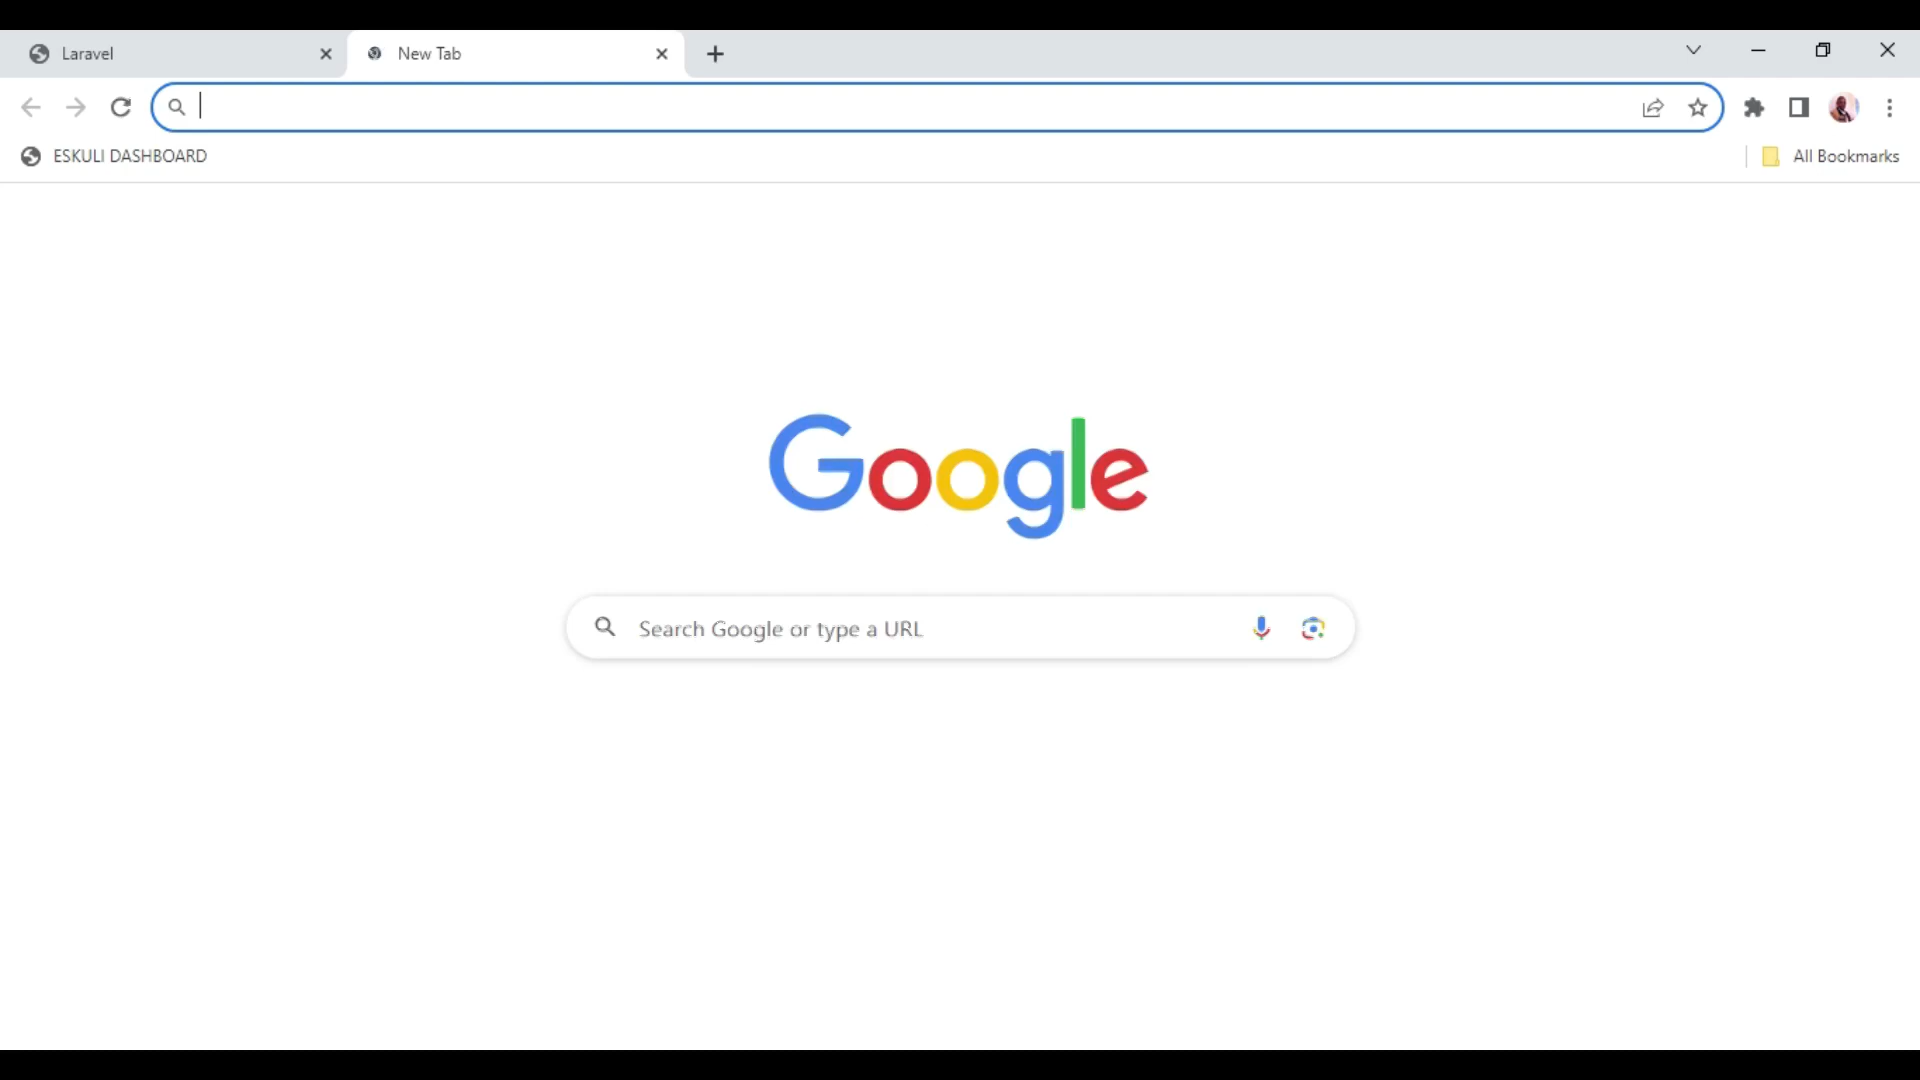 Laravel
New Tab
ESKULI DASHBOARD
All Bookmarks
Google
Search Google or type a URL